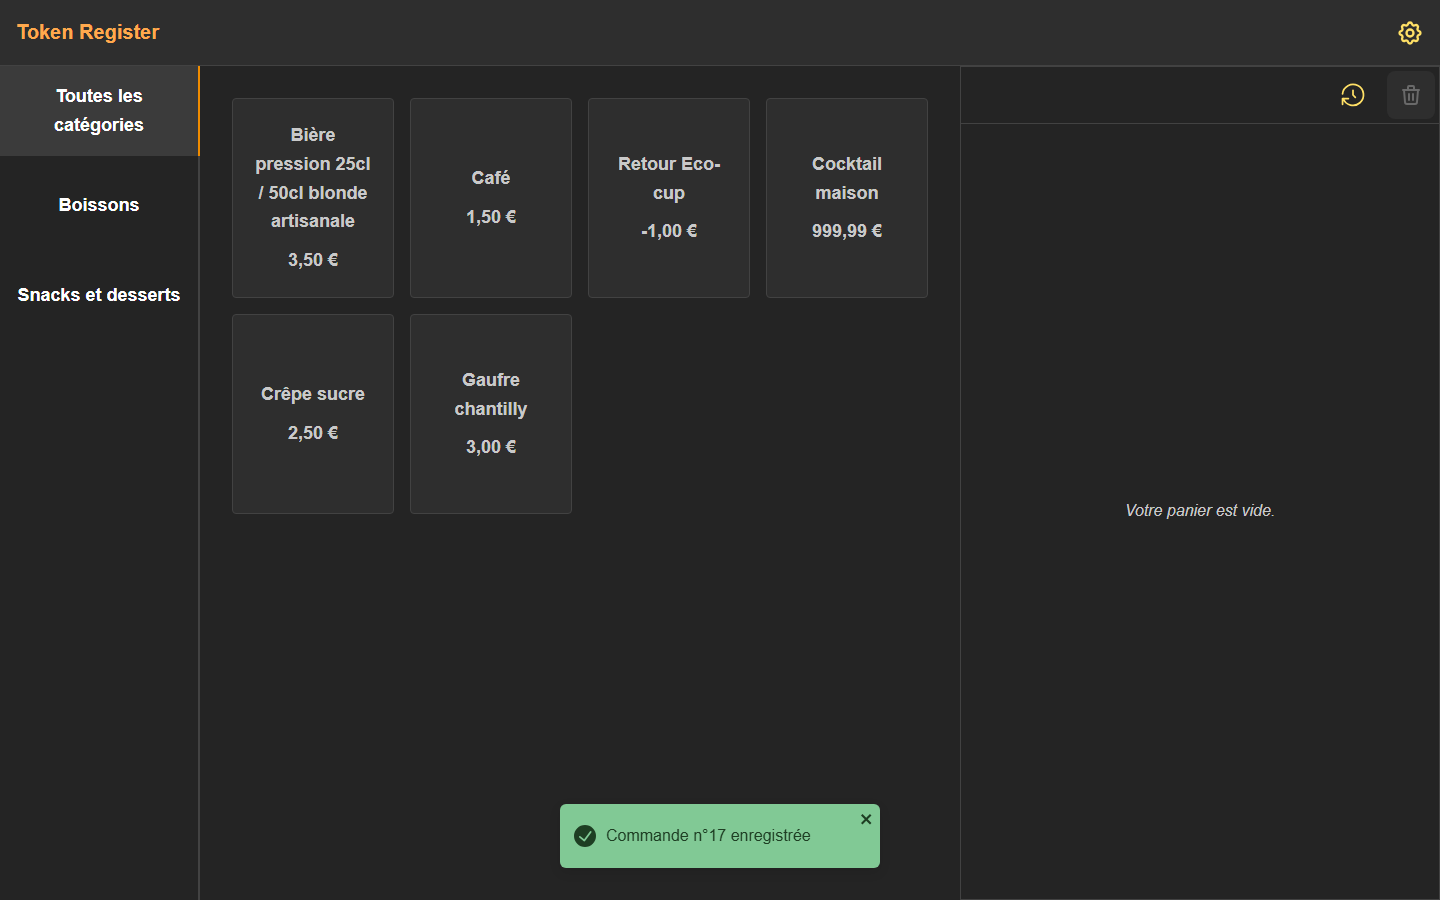 Token Register
Toutes les
catégories
Boissons
Snacks et desserts
Bière
pression 25cl
/ 50cl blonde
artisanale
3,50 €
Café
1,50 €
Retour Eco-
cup
-1,00 €
Cocktail
maison
999,99 €
Crêpe sucre
2,50 €
Gaufre
chantilly
3,00 €
Votre panier est vide.
Commande n°17 enregistrée